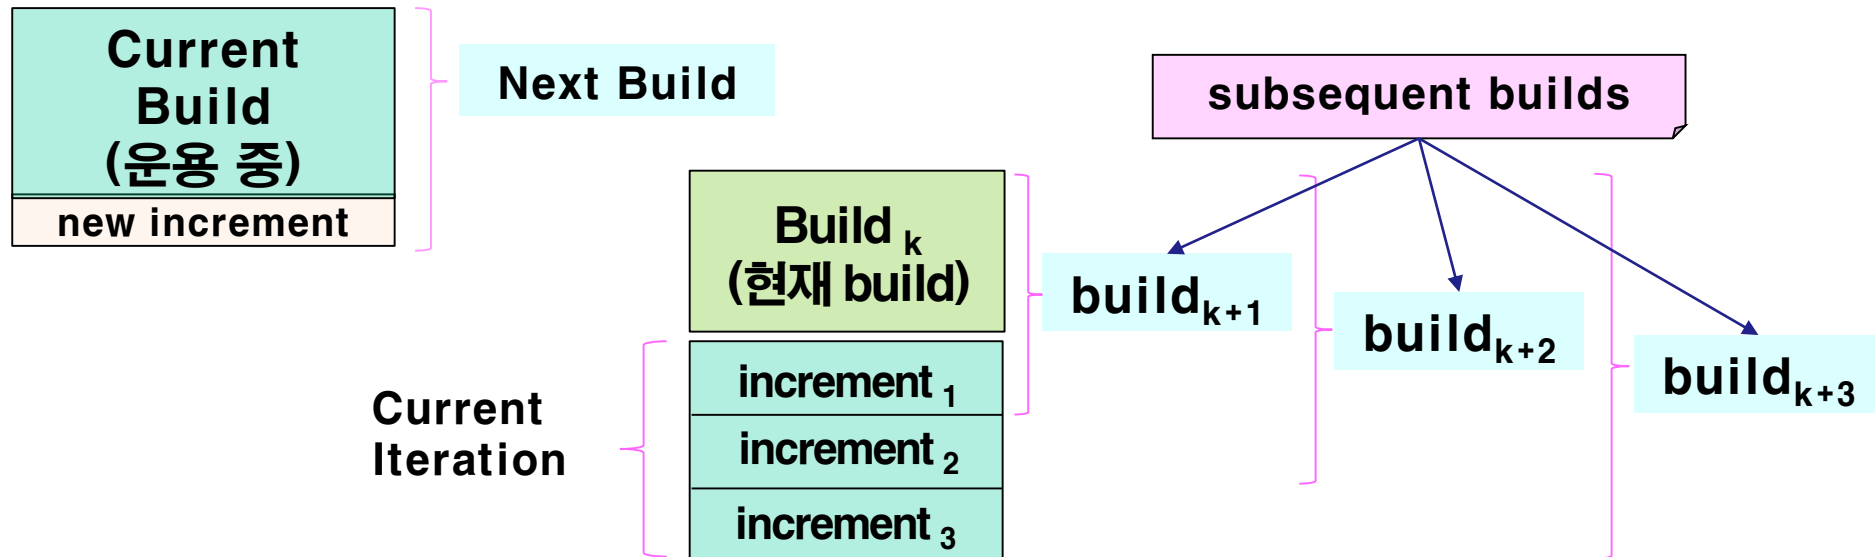 Current
Build
(운용 중)
new increment
Next Build
subsequent builds
Build k
(현재 build)
build k+1
build k+2
build k+3
Current
Iteration
increment 1
increment 2
increment 3